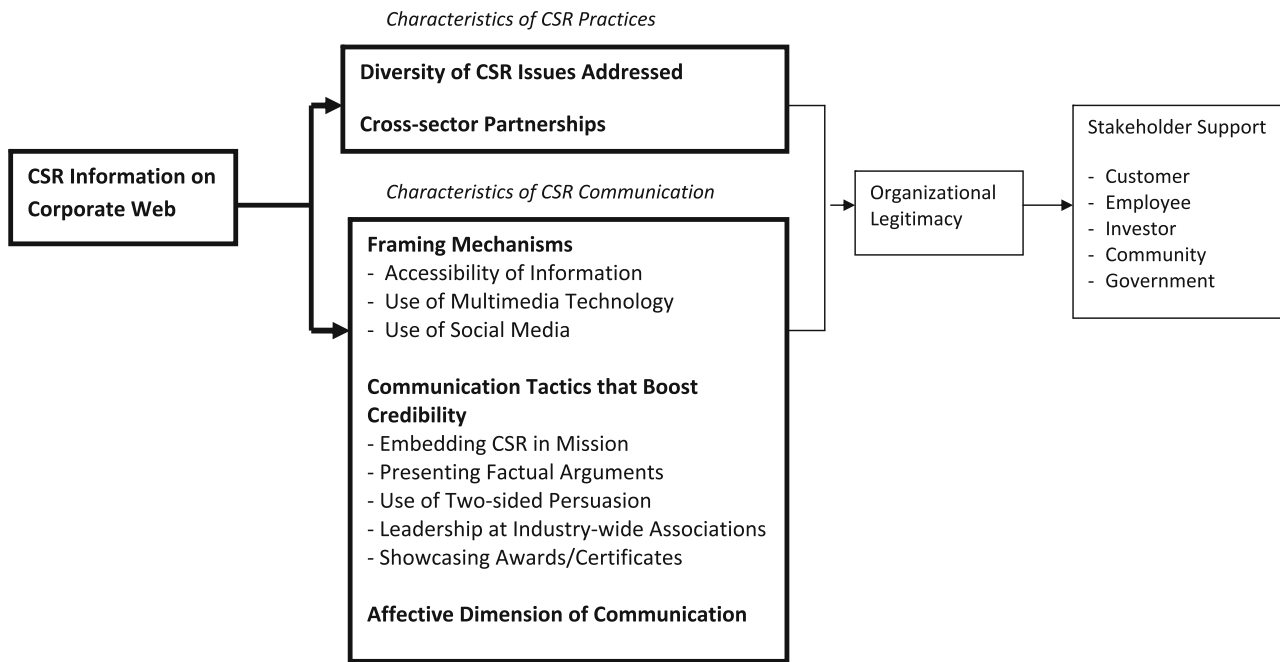 Characteristics of CSR Practices
Diversity of CSR Issues Addressed
Cross-sector Partnerships
CSR Information on
Corporate Web
Characteristics of CSR Communication
Framing Mechanisms
- Accessibility of Information
- Use of Multimedia Technology
- Use of Social Media
Communication Tactics that Boost
Credibility
- Embedding CSR in Mission
- Presenting Factual Arguments
- Use of Two-sided Persuasion
- Leadership at Industry-wide Associations
- Showcasing Awards/Certificates
Affective Dimension of Communication
Organizational
Legitimacy
Stakeholder Support
- Customer
- Employee
- Investor
- Community
- Government